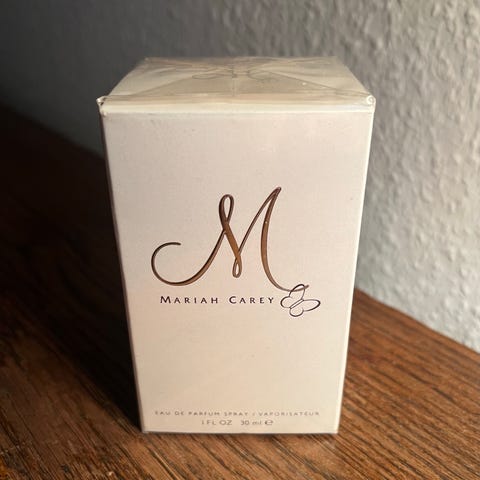 M
MARIAH CAREY
EAU DE PARFUM SPRAY / VAPORISATEUR
1 FL OZ 30 ml ℮